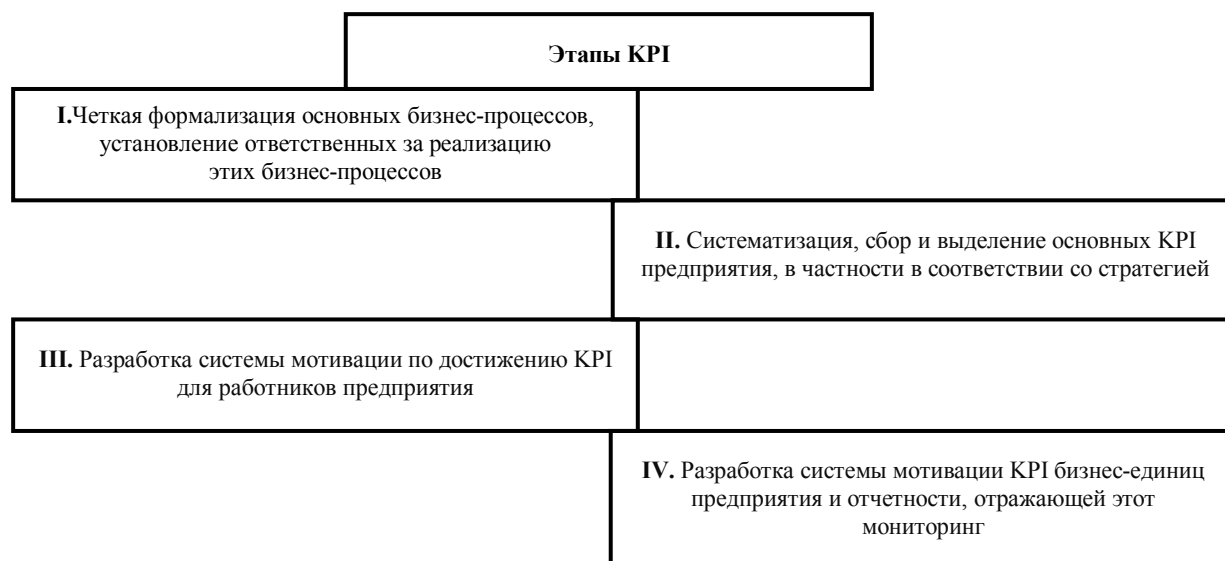 Этапы KPI
I.Четкая формализация основных бизнес-процессов,
установление ответственных за реализацию
этих бизнес-процессов
II. Систематизация, сбор и выделение основных KPI
предприятия, в частности в соответствии со стратегией
III. Разработка системы мотивации по достижению KPI
для работников предприятия
IV. Разработка системы мотивации KPI бизнес-единиц
предприятия и отчетности, отражающей этот
мониторинг